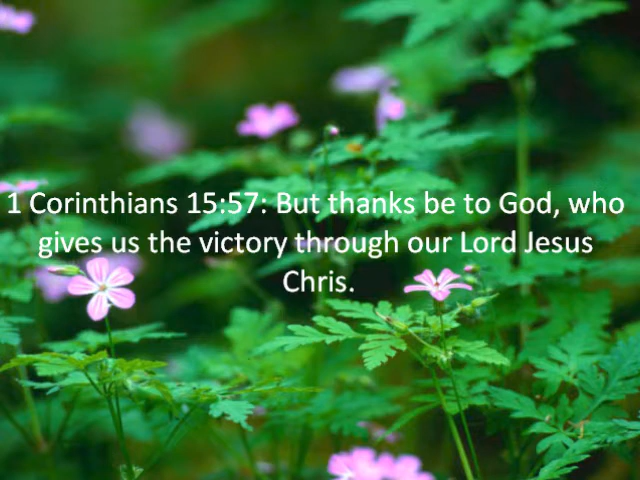 1 Corinthians 15:57: But thanks be to God, who
gives us the victory through our Lord Jesus
Chris.